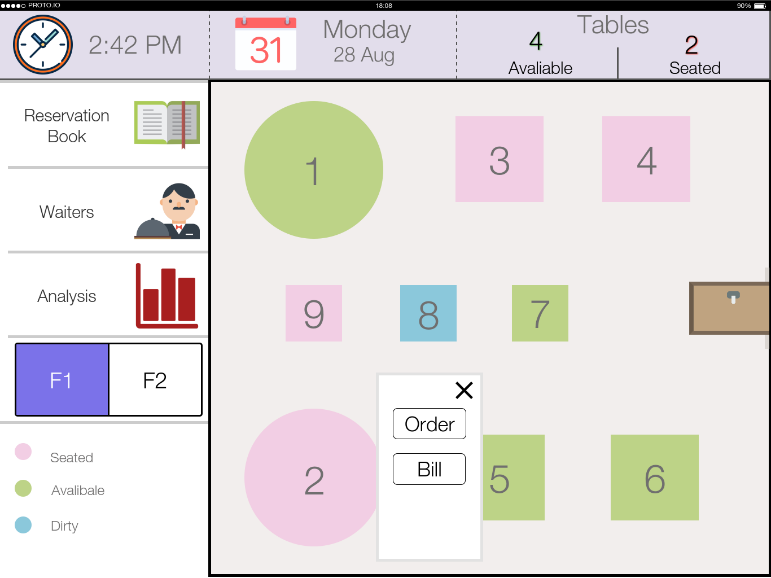 PROTO.IO 18:08 90%
2:42 PM
31
Monday
28 Aug
Tables
4
Avaliable
2
Seated
Reservation
Book
Waiters
Analysis
F1 F2
Seated
Avalibale
Dirty
1 3 4
9 8 7
Order
Bill
2 5 6